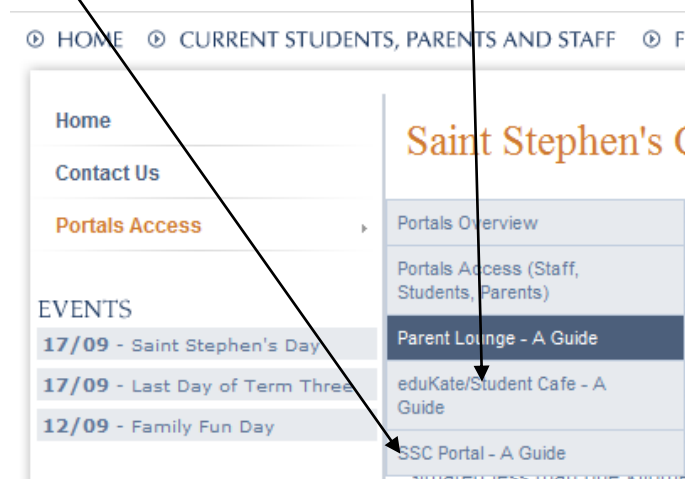 HOME CURRENT STUDENTS, PARENTS AND STAFF F
Home
Contact Us
Portals Access
EVENTS
17/09 - Saint Stephen's Day
17/09 - Last Day of Term Three
12/09 - Family Fun Day
Saint Stephen's C
Portals Overview
Portals Access (Staff,
Students, Parents)
Parent Lounge - A Guide
eduKate/Student Cafe - A
Guide
SSC Portal - A Guide